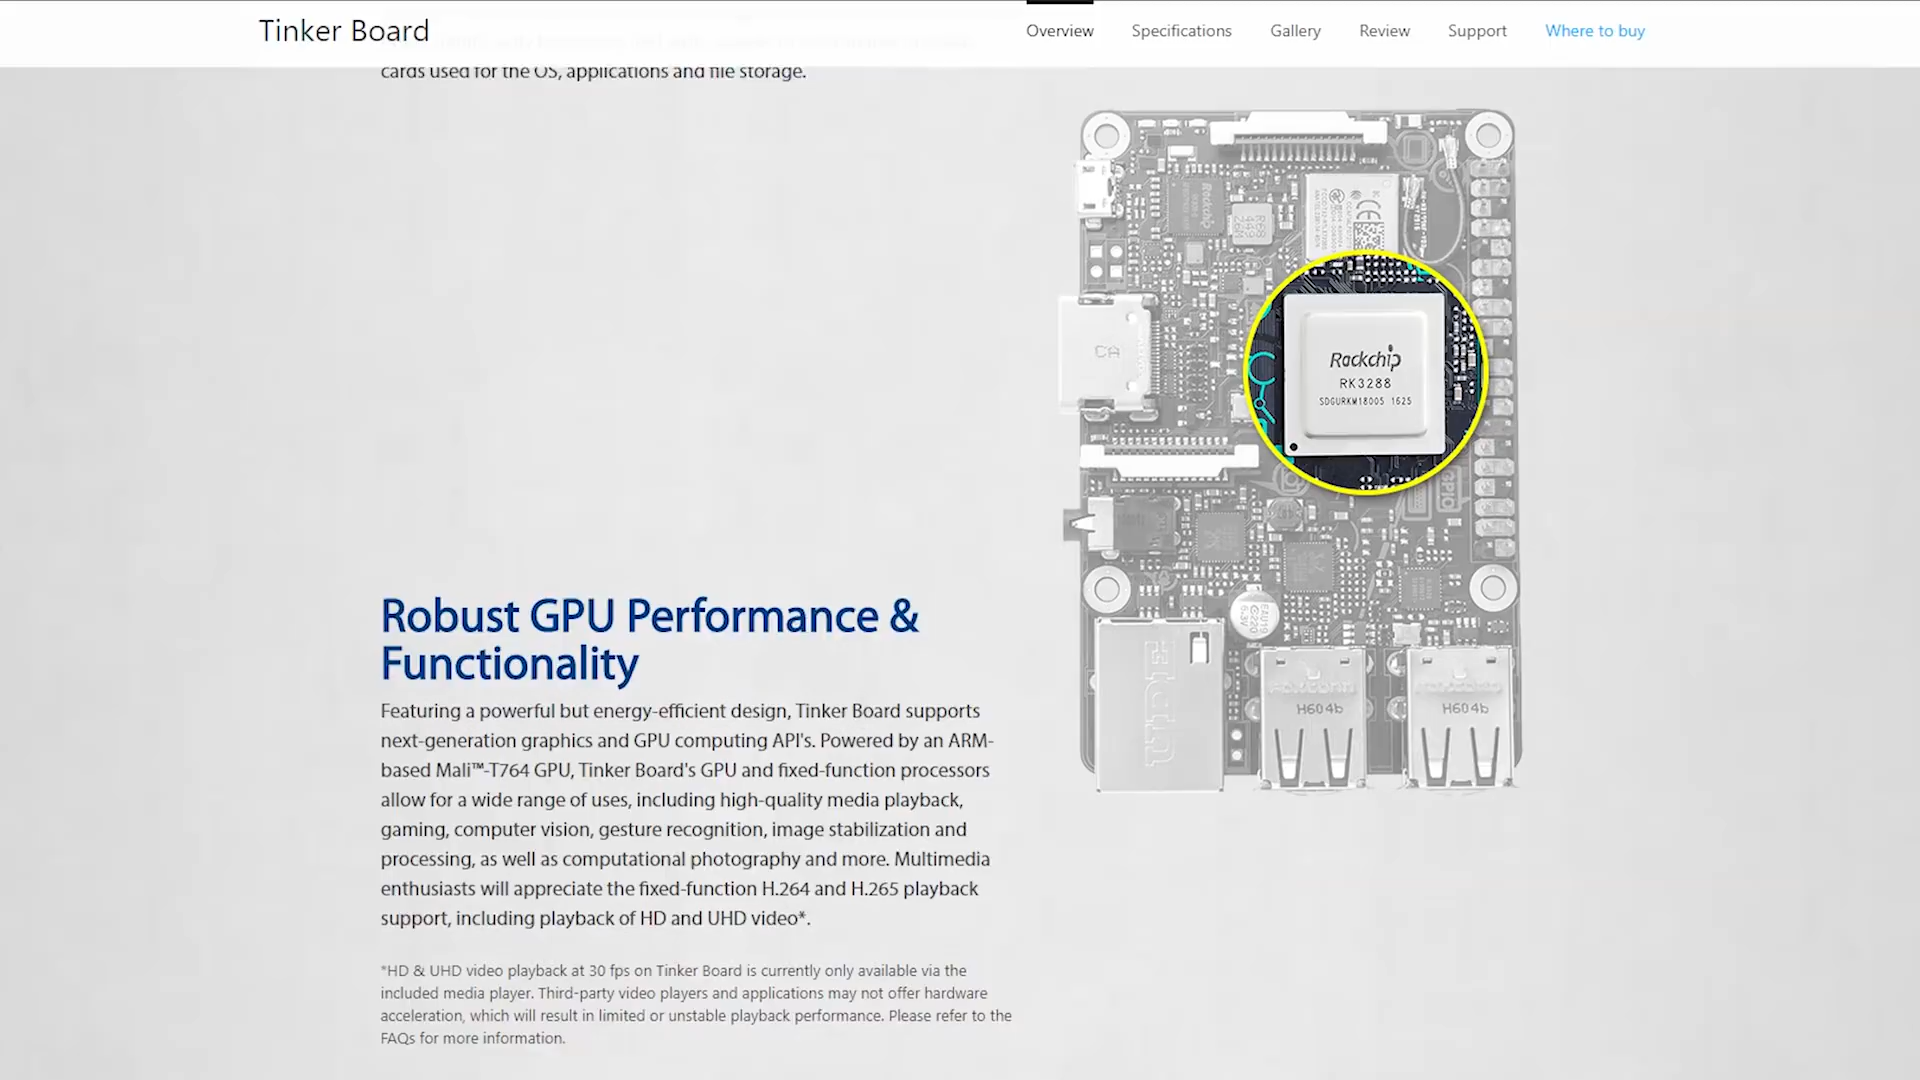 Tinker Board
Overview
Specifications
Gallery
Review
Support
Where to buy
cards used for the OS, applications and file storage.
Rockchip
RK3288
SDGURKM18005 1625
CA
GPIO
Robust GPU Performance &
Functionality
Featuring a powerful but energy-efficient design, Tinker Board supports
next-generation graphics and GPU computing API's. Powered by an ARM-
based Mali™-T764 GPU, Tinker Board's GPU and fixed-function processors
allow for a wide range of uses, including high-quality media playback,
gaming, computer vision, gesture recognition, image stabilization and
processing, as well as computational photography and more. Multimedia
enthusiasts will appreciate the fixed-function H.264 and H.265 playback
support, including playback of HD and UHD video*.
*HD & UHD video playback at 30 fps on Tinker Board is currently only available via the
included media player. Third-party video players and applications may not offer hardware
acceleration, which will result in limited or unstable playback performance. Please refer to the
FAQs for more information.
H604b
H604b